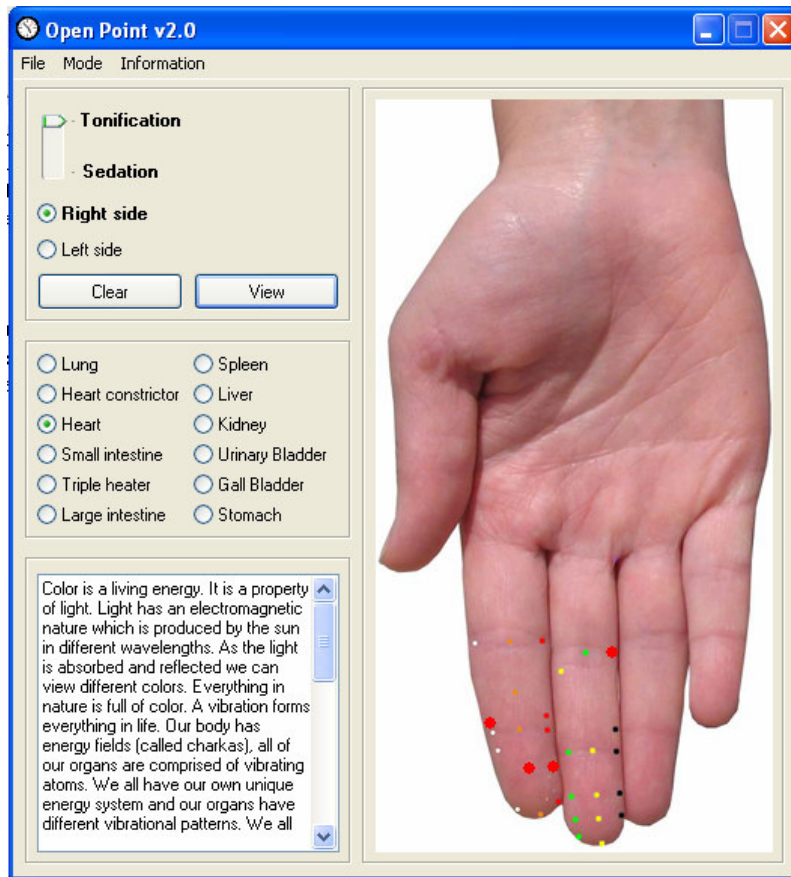 Open Point v2.0
File Mode Information
Tonification
Sedation
Right side
Left side
Clear View
Lung Spleen
Heart constrictor Liver
Heart Kidney
Small intestine Urinary Bladder
Triple heater Gall Bladder
Large intestine Stomach
Color is a living energy. It is a property
of light. Light has an electromagnetic
nature which is produced by the sun
in different wavelengths. As the light
is absorbed and reflected we can
view different colors. Everything in
nature is full of color. A vibration forms
everything in life. Our body has
energy fields (called charkas), all of
our organs are comprised of vibrating
atoms. We all have our own unique
energy system and our organs have
different vibrational patterns. We all